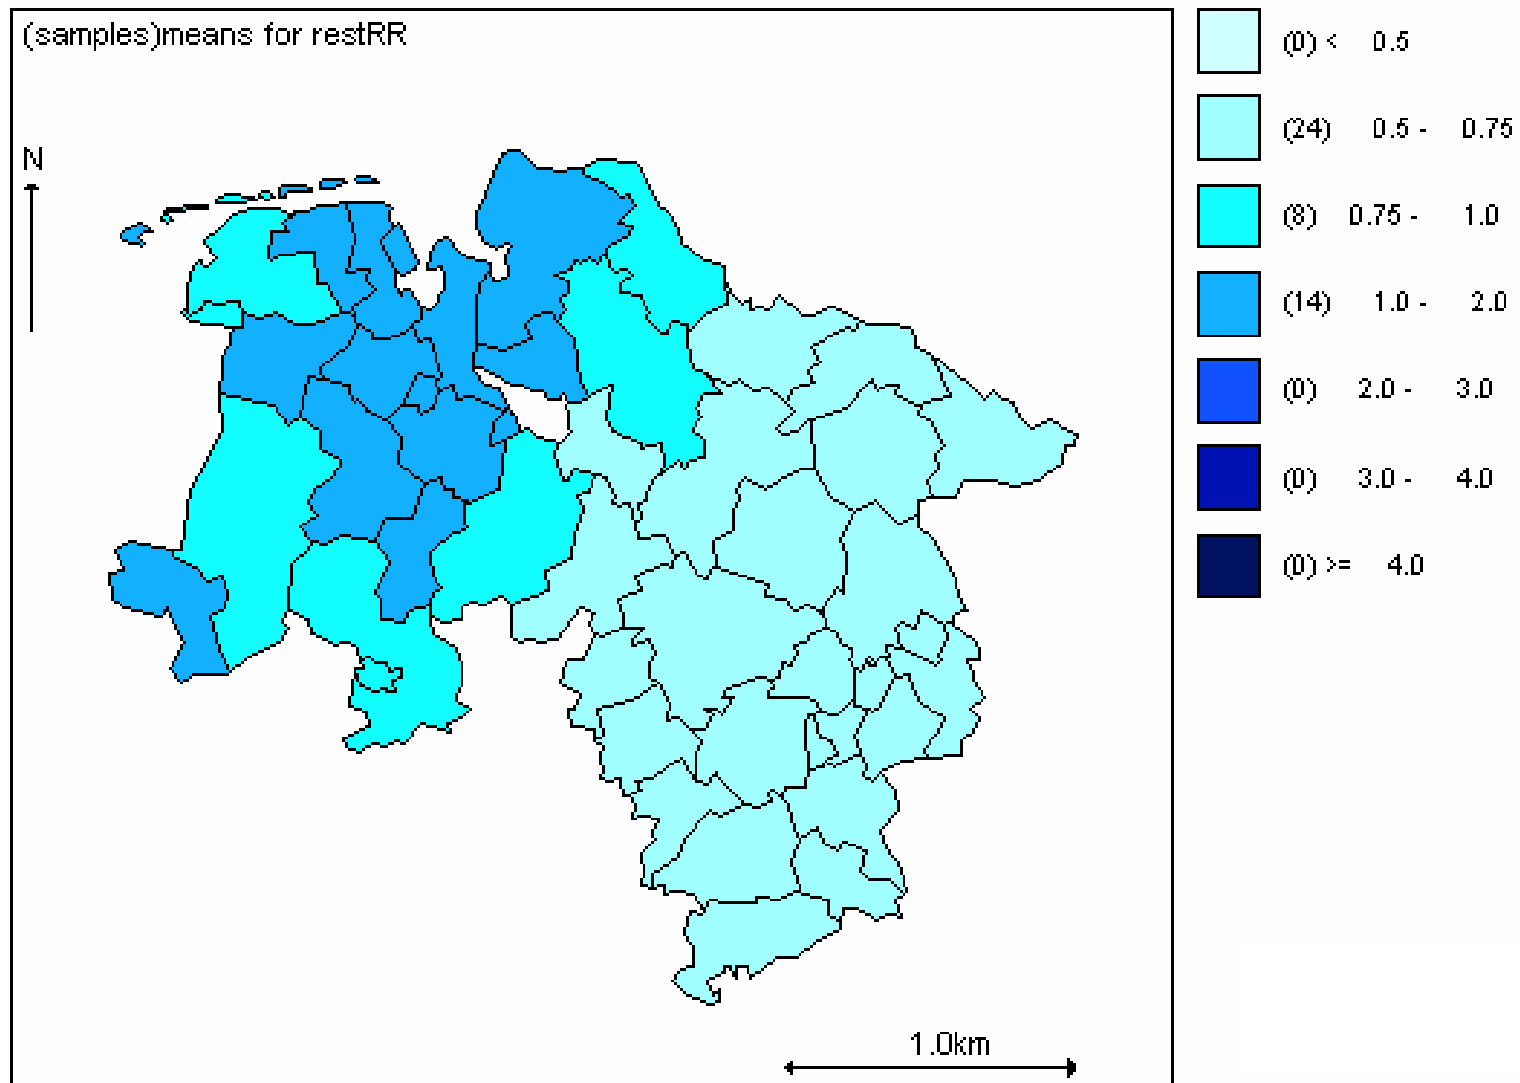 (samples)means for restRR
N
(0) < 0.5
(24) 0.5 - 0.75
(8) 0.75 - 1.0
(14) 1.0 - 2.0
(0) 2.0 - 3.0
(0) 3.0 - 4.0
(0) >= 4.0
1.0km